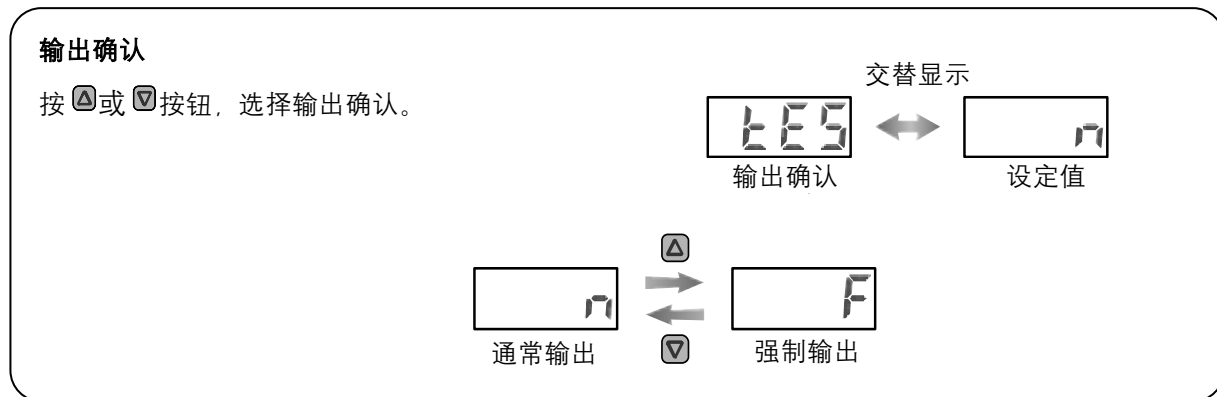 输出确认
按 △ 或 ▽ 按钮，选择输出确认。
交替显示
tES
n
输出确认
设定值
△
n
F
通常输出
▽
强制输出